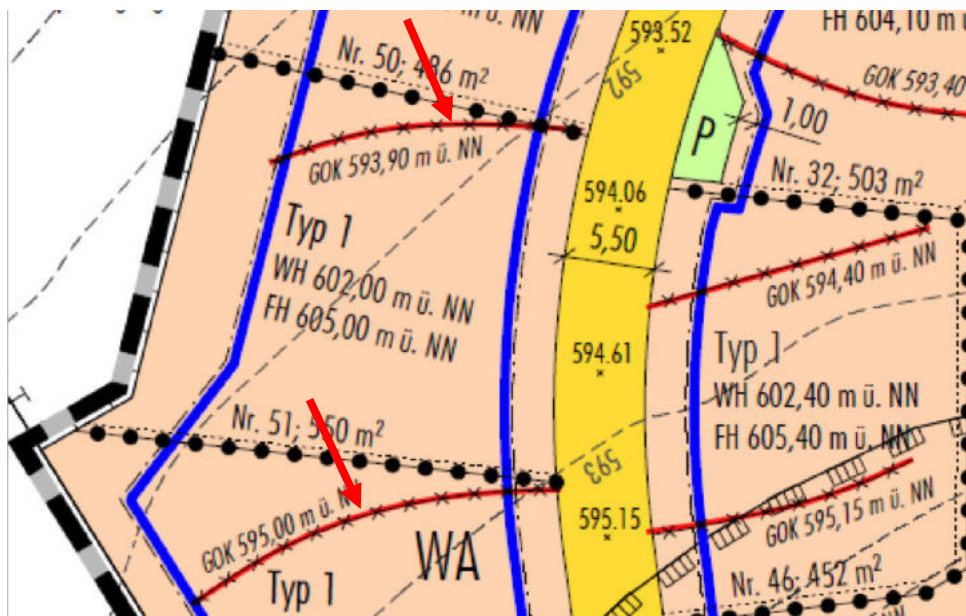 m ü. NN
593.52
FH 604,10 m ü
Nr. 50; 486 m²
592
GOK 593,40
1,00
P
GOK 593,90 m ü. NN
Nr. 32; 503 m²
594.06
Typ 1
5,50
WH 602,00 m ü. NN
FH 605,00 m ü. NN
GOK 594,40 m ü. NN
594.61
Typ 1
WH 602,40 m ü. NN
FH 605,40 m ü. NN
Nr. 51; 550 m²
593
GOK 595,00 m ü. NN
595.15
GOK 595,15 m ü. NN
WA
Typ 1
Nr. 46; 452 m²